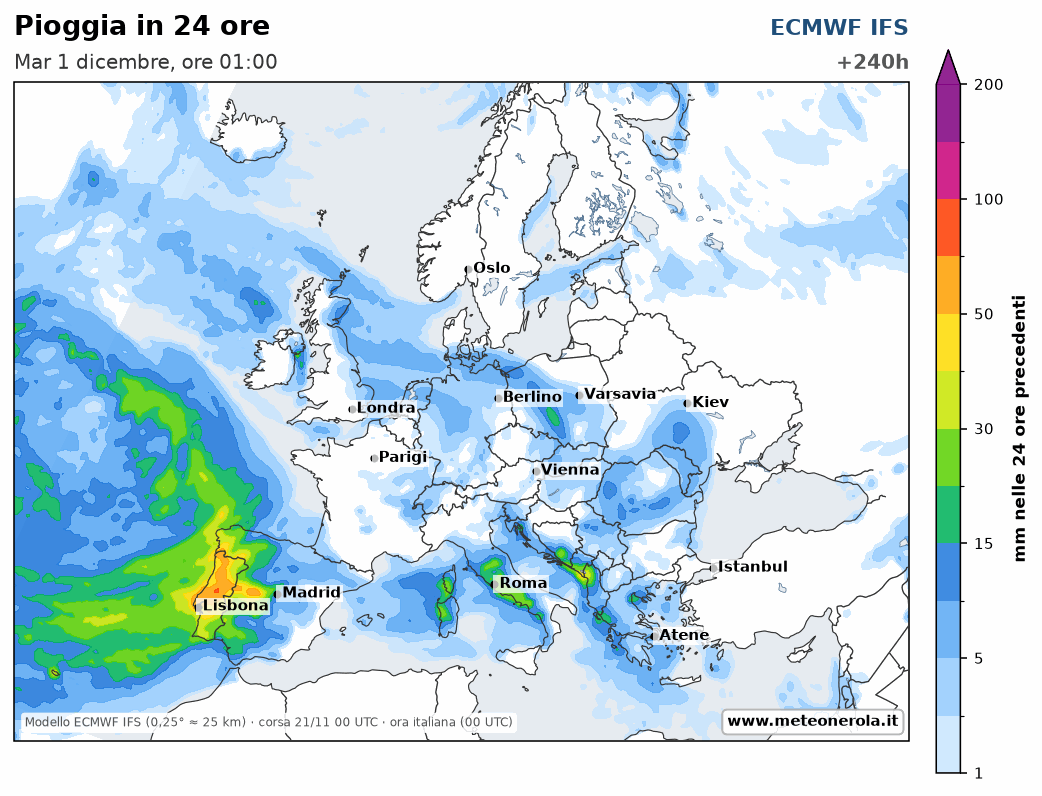 Pioggia in 24 ore
ECMWF IFS
Mar 1 dicembre, ore 01:00
+240h
200
100
50
30
15
5
1
mm nelle 24 ore precedenti
Oslo
Londra
Berlino
Varsavia
Kiev
Parigi
Vienna
Istanbul
Roma
Madrid
Lisbona
Atene
Modello ECMWF IFS (0,25° ≈ 25 km) · corsa 21/11 00 UTC · ora italiana (00 UTC)
www.meteonerola.it